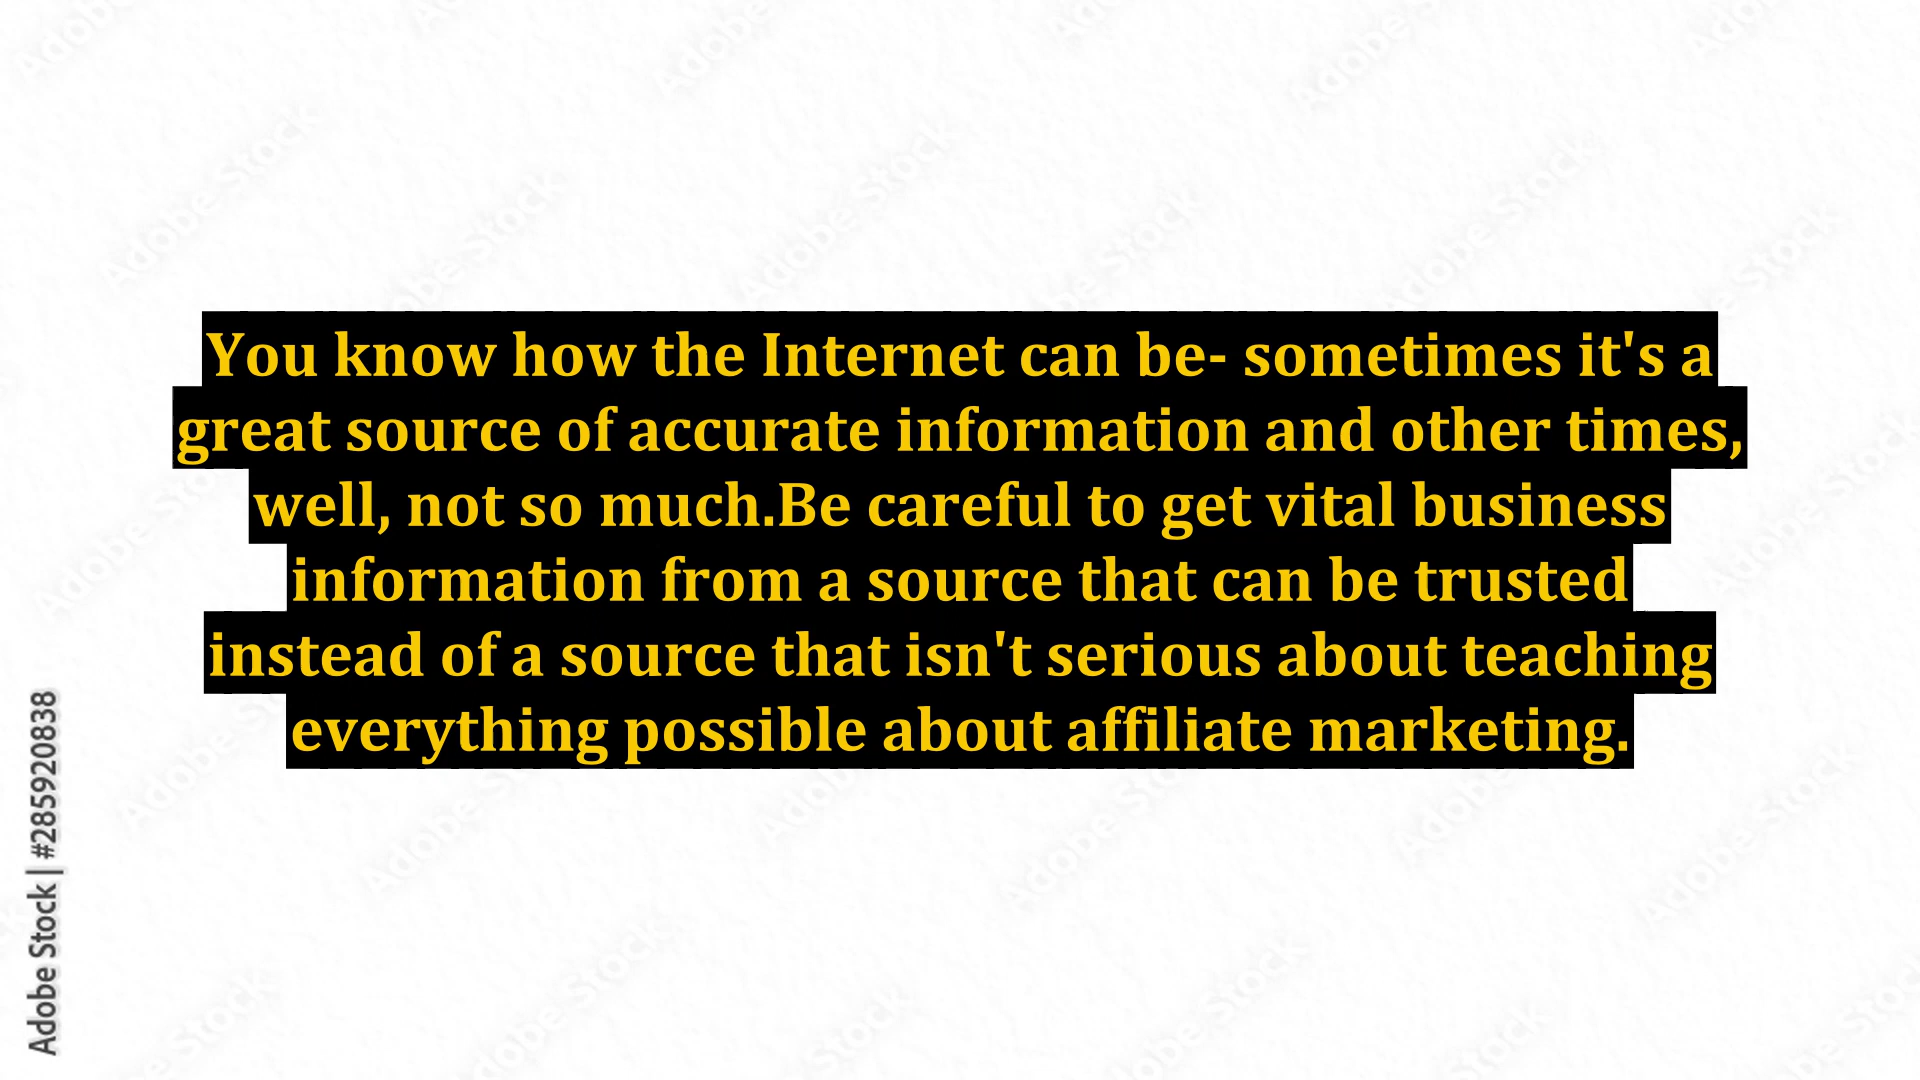 You know how the Internet can be- sometimes it's a
great source of accurate information and other times,
well, not so much.Be careful to get vital business
information from a source that can be trusted
instead of a source that isn't serious about teaching
everything possible about affiliate marketing.
Adobe Stock | #285920838